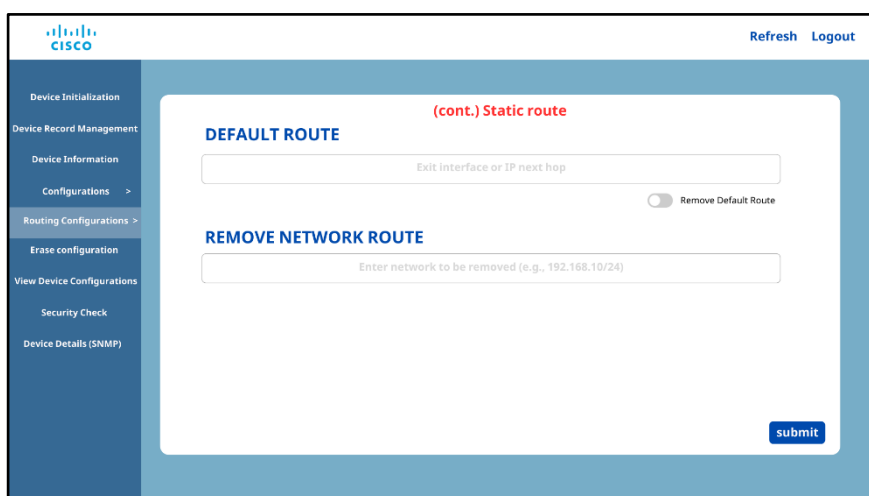 CISCO
Refresh Logout
Device Initialization
Device Record Management
Device Information
Configurations >
Routing Configurations >
Erase configuration
View Device Configurations
Security Check
Device Details (SNMP)
(cont.) Static route
DEFAULT ROUTE
Exit interface or IP next hop
Remove Default Route
REMOVE NETWORK ROUTE
Enter network to be removed (e.g., 192.168.10/24)
submit